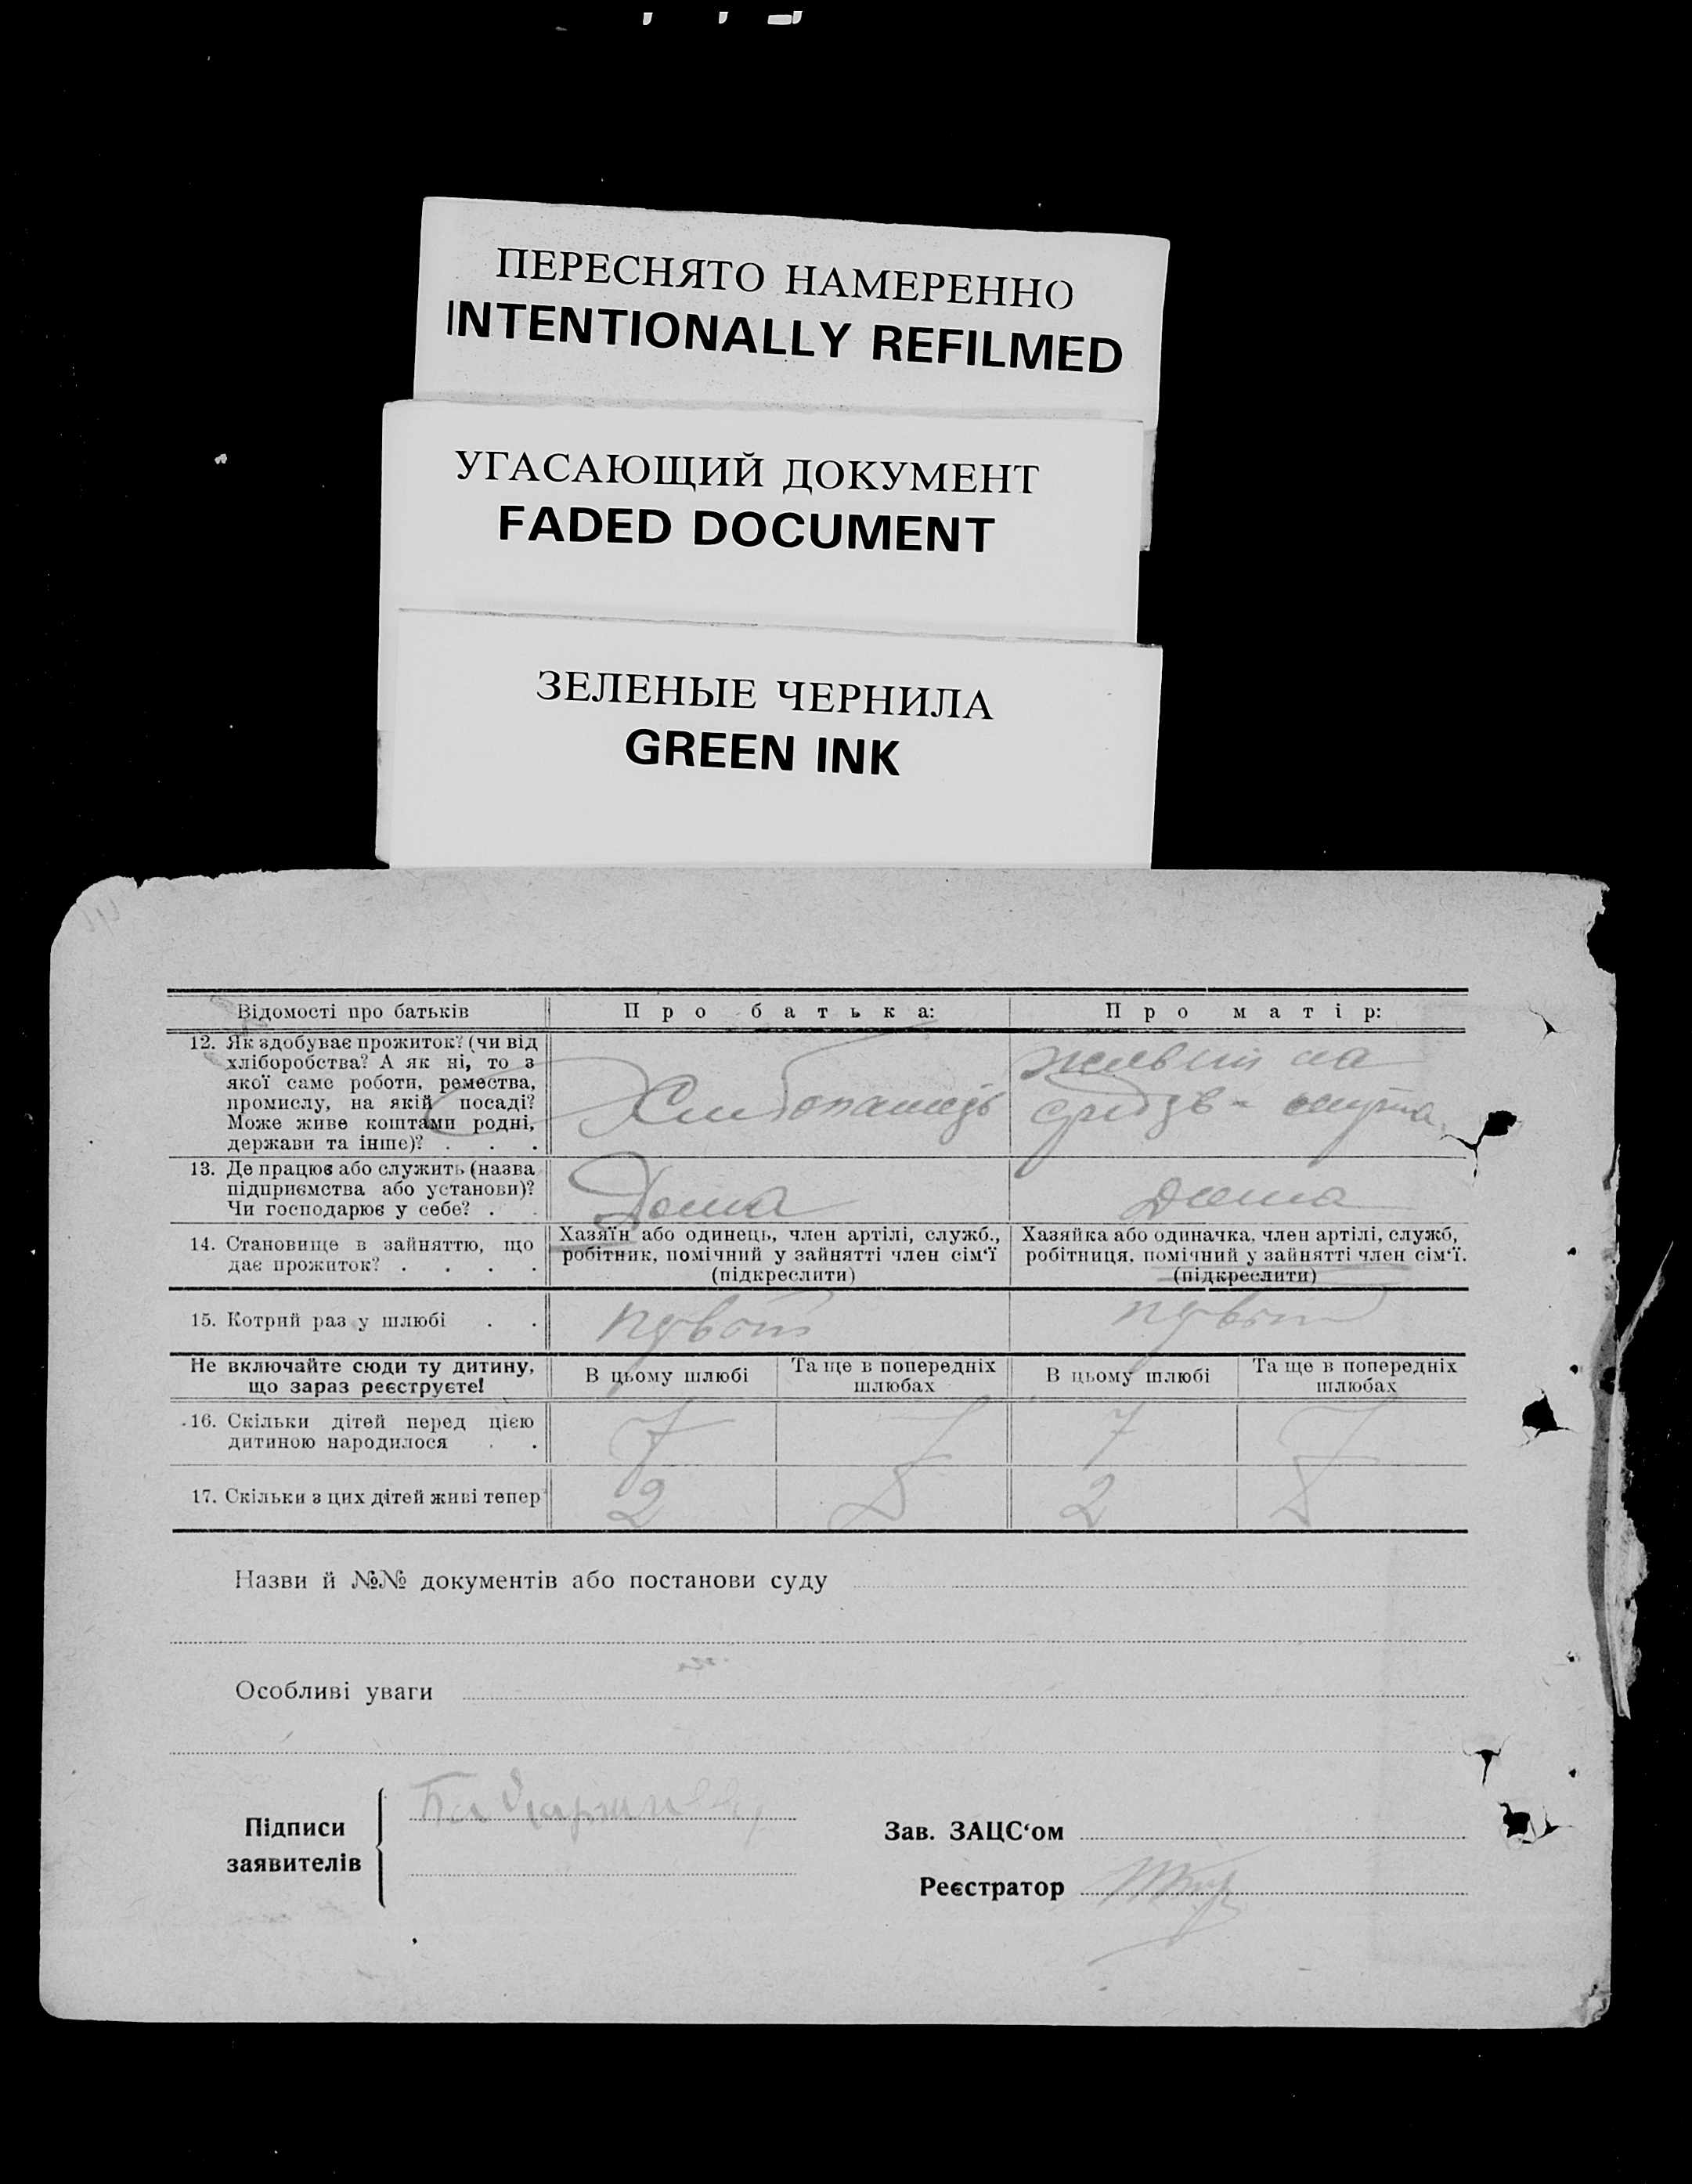 ПЕРЕСНЯТО НАМЕРЕННО
INTENTIONALLY REFILMED
УГАСАЮЩИЙ ДОКУМЕНТ
FADED DOCUMENT
ЗЕЛЕНЫЕ ЧЕРНИЛА
GREEN INK
Відомості про батьків
Про батька:
Про матір:
12. Як здобуває прожиток? (чи від
хліборобства? А як ні, то з
якої саме роботи, ремества,
промислу, на якій посаді?
Може живе коштами родні,
держави та інше)? . . .
Хлібопашець
на
13. Де працює або служить (назва
підприємства або установи)?
Чи господарює у себе? . .
Дома
Дома
14. Становище в зайняттю, що
дає прожиток? . . . .
Хазяїн або одинець, член артілі, служб.,
робітник, помічний у зайнятті член сім‘ї
(підкреслити)
Хазяйка або одиначка, член артілі, служб,
робітниця, помічний у зайнятті член сім‘ї.
(підкреслити)
15. Котрий раз у шлюбі . .
Не включайте сюди ту дитину,
що зараз реєструєте!
В цьому шлюбі
Та ще в попередніх
шлюбах
В цьому шлюбі
Та ще в попередніх
шлюбах
16. Скільки дітей перед цією
дитиною народилося . .
7
7
17. Скільки з цих дітей живі тепер
2
2
Назви й №№ документів або постанови суду
Особливі уваги
Підписи
заявителів
Зав. ЗАЦС‘ом
Реєстратор